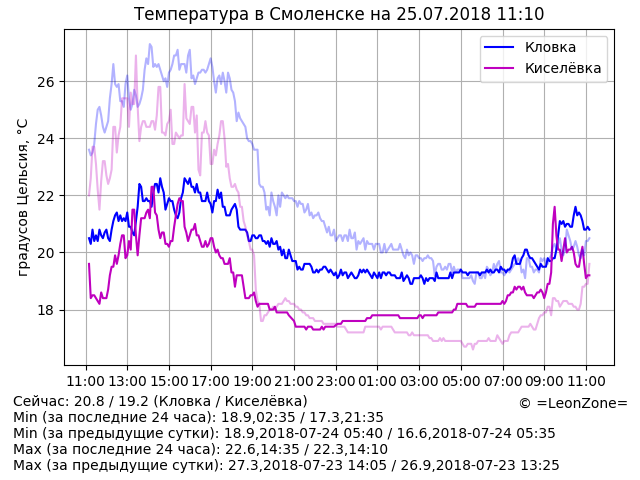 Температура в Смоленске на 25.07.2018 11:10
Кловка
Киселёвка
градусов Цельсия, °C
26
24
22
20
18
11:00 13:00 15:00 17:00 19:00 21:00 23:00 01:00 03:00 05:00 07:00 09:00 11:00
Сейчас: 20.8 / 19.2 (Кловка / Киселёвка)
© =LeonZone=
Min (за последние 24 часа): 18.9,02:35 / 17.3,21:35
Min (за предыдущие сутки): 18.9,2018-07-24 05:40 / 16.6,2018-07-24 05:35
Max (за последние 24 часа): 22.6,14:35 / 22.3,14:10
Max (за предыдущие сутки): 27.3,2018-07-23 14:05 / 26.9,2018-07-23 13:25